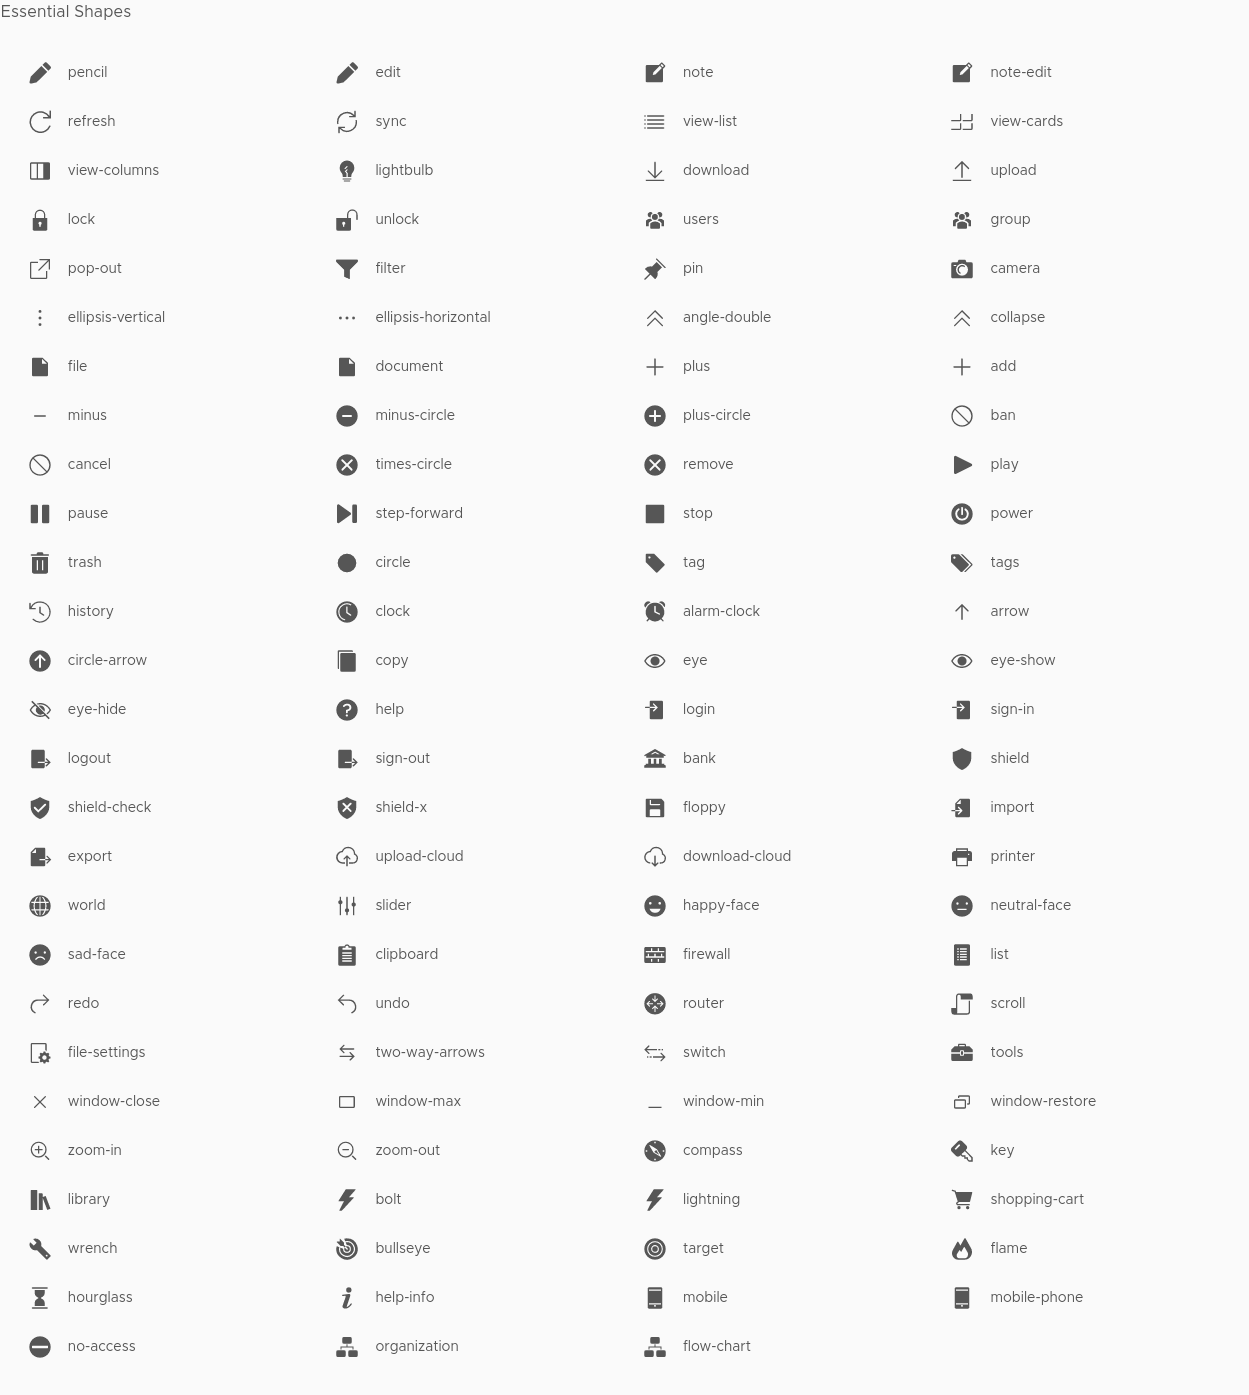 Essential Shapes
pencil edit note note-edit
refresh sync view-list view-cards
view-columns lightbulb download upload
lock unlock users group
pop-out filter pin camera
ellipsis-vertical ellipsis-horizontal angle-double collapse
file document plus add
minus minus-circle plus-circle ban
cancel times-circle remove play
pause step-forward stop power
trash circle tag tags
history clock alarm-clock arrow
circle-arrow copy eye eye-show
eye-hide help login sign-in
logout sign-out bank shield
shield-check shield-x floppy import
export upload-cloud download-cloud printer
world slider happy-face neutral-face
sad-face clipboard firewall list
redo undo router scroll
file-settings two-way-arrows switch tools
window-close window-max window-min window-restore
zoom-in zoom-out compass key
library bolt lightning shopping-cart
wrench bullseye target flame
hourglass help-info mobile mobile-phone
no-access organization flow-chart